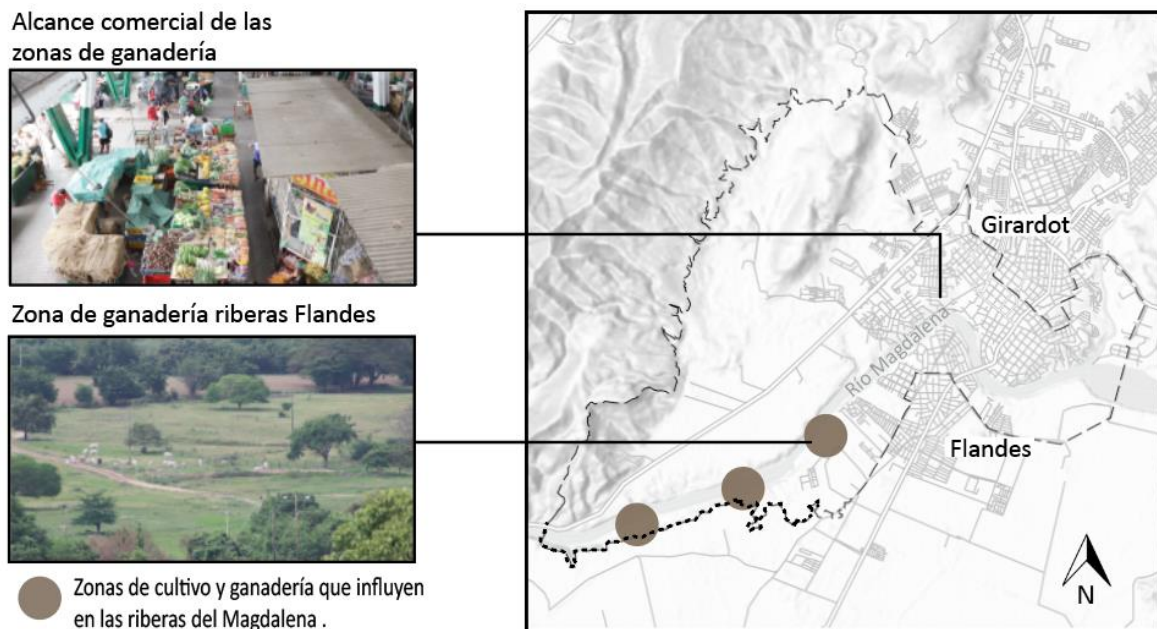 Alcance comercial de las
zonas de ganadería
Zona de ganadería riberas Flandes
Zonas de cultivo y ganadería que influyen
en las riberas del Magdalena .
Girardot
Río Magdalena
Flandes
N